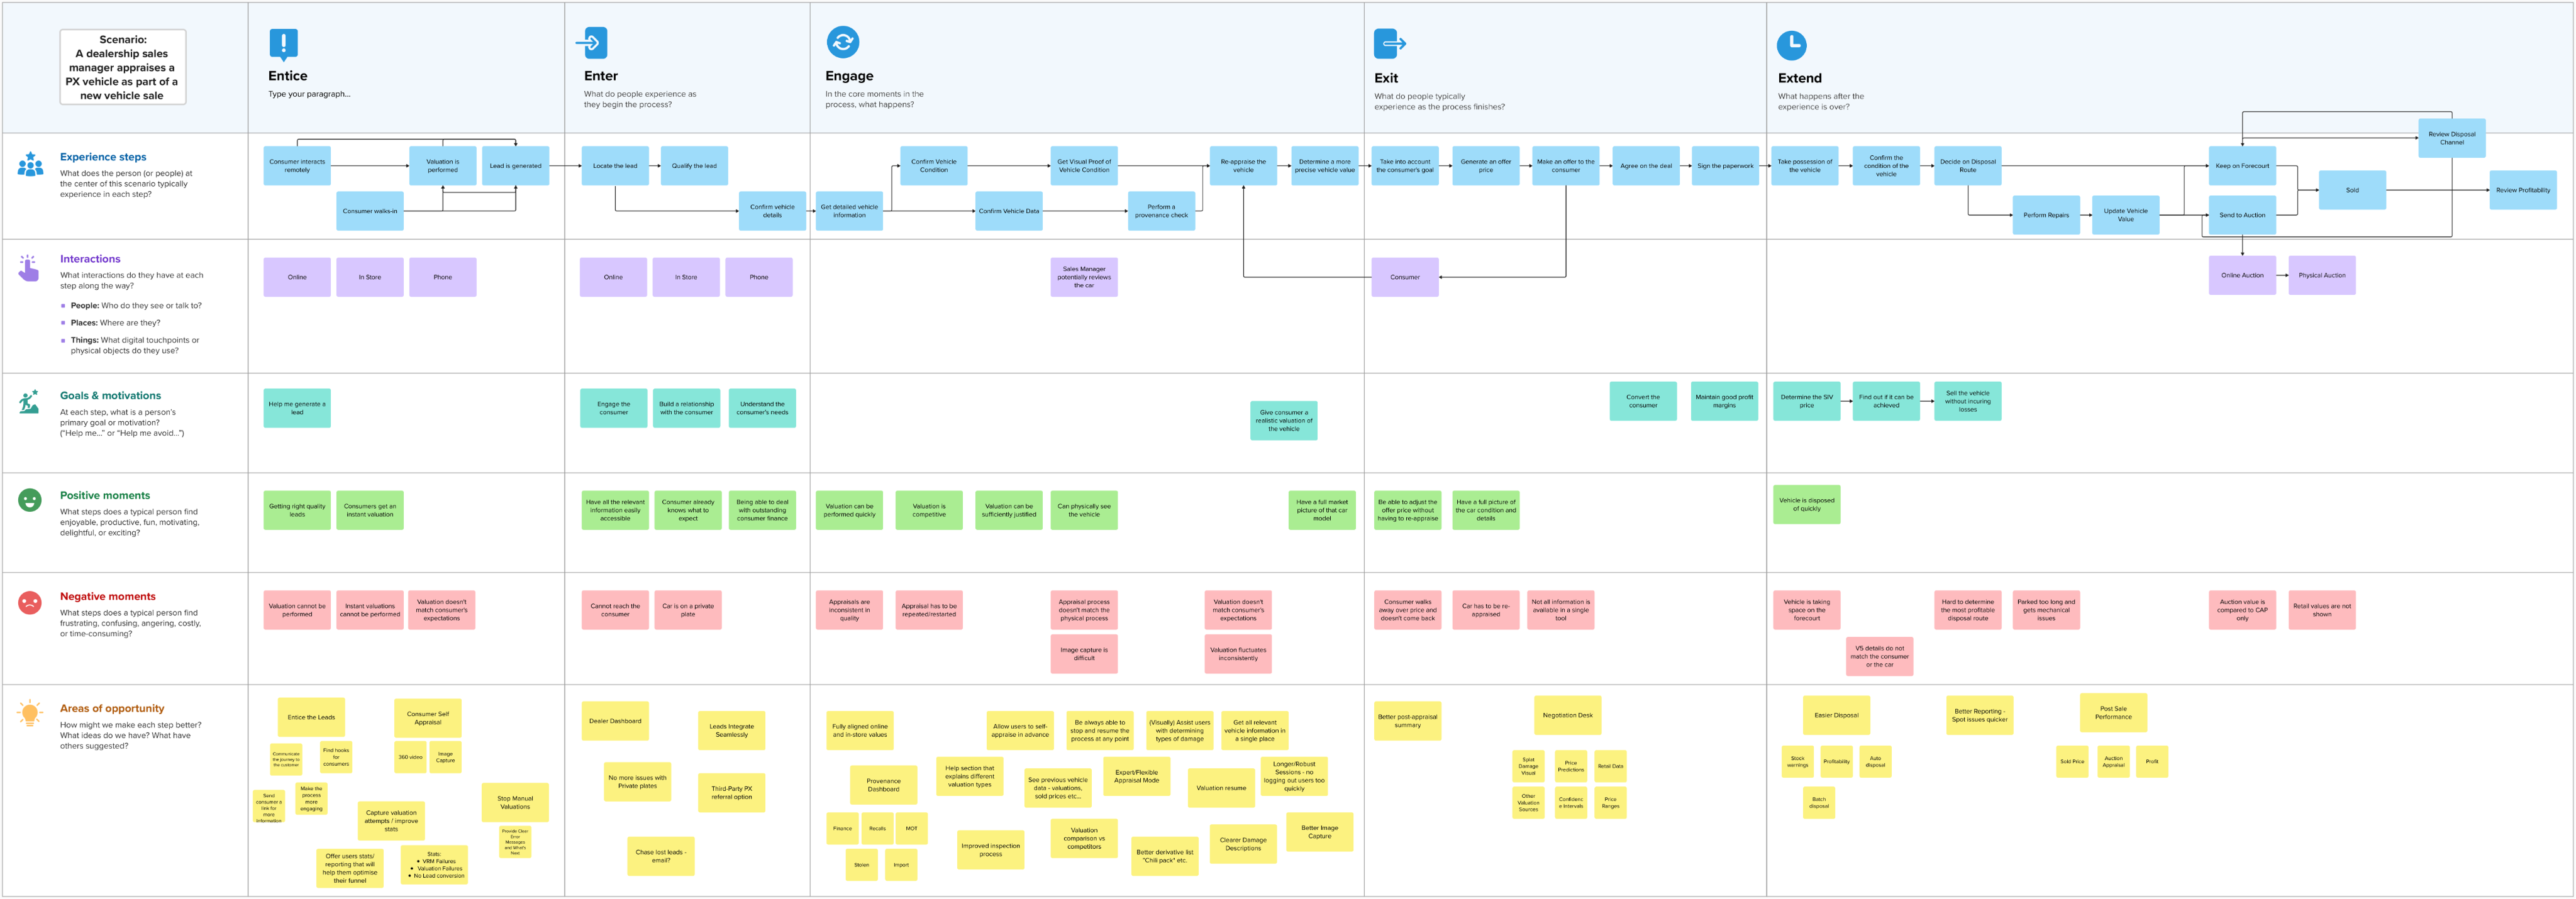 Scenario:
A dealership sales
manager appraises a
PX vehicle as part of a
new vehicle sale
Entice
Type your paragraph...
Enter
What do people experience as
they begin the process?
Engage
In the core moments in the
process, what happens?
Exit
What do people typically
experience as the process finishes?
Extend
What happens after the
experience is over?
Experience steps
What does the person (or people) at
the center of this scenario typically
experience in each step?
Consumer interacts
remotely
Valuation is
performed
Lead is generated
Consumer walks-in
Locate the lead
Qualify the lead
Confirm vehicle
details
Get detailed vehicle
information
Confirm Vehicle
Condition
Confirm Vehicle Data
Get Visual Proof of
Vehicle Condition
Perform a
provenance check
Re-appraise the
vehicle
Determine a more
precise vehicle value
Take into account
the consumer's goal
Generate an offer
price
Make an offer to the
consumer
Agree on the deal
Sign the paperwork
Take possession of
the vehicle
Confirm the
condition of the
vehicle
Decide on Disposal
Route
Perform Repairs
Update Vehicle
Value
Keep on Forecourt
Send to Auction
Sold
Review Disposal
Channel
Review Profitability
Interactions
What interactions do they have at each
step along the way?
People: Who do they see or talk to?
Places: Where are they?
Things: What digital touchpoints or
physical objects do they use?
Online
In Store
Phone
Online
In Store
Phone
Sales Manager
potentially reviews
the car
Consumer
Online Auction
Physical Auction
Goals & motivations
At each step, what is a person's
primary goal or motivation?
("Help me..." or "Help me avoid...")
Help me generate a
lead
Engage the
consumer
Build a relationship
with the consumer
Understand the
consumer's needs
Give consumer a
realistic valuation of
the vehicle
Convert the
consumer
Maintain good profit
margins
Determine the SIV
price
Find out if it can be
achieved
Sell the vehicle
without incuring
losses
Positive moments
What steps does a typical person find
enjoyable, productive, fun, motivating,
delightful, or exciting?
Getting right quality
leads
Consumers get an
instant valuation
Have all the relevant
information easily
accessible
Consumer already
knows what to
expect
Being able to deal
with outstanding
consumer finance
Valuation can be
performed quickly
Valuation is
competitive
Valuation can be
sufficiently justified
Can physically see
the vehicle
Have a full market
picture of that car
model
Be able to adjust the
offer price without
having to re-appraise
Have a full picture of
the car condition and
details
Vehicle is disposed
of quickly
Negative moments
What steps does a typical person find
frustrating, confusing, angering, costly,
or time-consuming?
Valuation cannot be
performed
Instant valuations
cannot be performed
Valuation doesn't
match consumer's
expectations
Cannot reach the
consumer
Car is on a private
plate
Appraisals are
inconsistent in
quality
Appraisal has to be
repeated/restarted
Appraisal process
doesn't match the
physical process
Image capture is
difficult
Valuation doesn't
match consumer's
expectations
Valuation fluctuates
inconsistently
Consumer walks
away over price and
doesn't come back
Car has to be re-
appraised
Not all information is
available in a single
tool
Vehicle is taking
space on the
forecourt
V5 details do not
match the consumer
or the car
Hard to determine
the most profitable
disposal route
Parked too long and
gets mechanical
issues
Auction value is
compared to CAP
only
Retail values are not
shown
Areas of opportunity
How might we make each step better?
What ideas do we have? What have
others suggested?
Entice the Leads
Communicate
the journey to
the customer
Find hooks
for
consumers
Send
consumer a
link for
more
information
Make the
process
more
engaging
Consumer Self
Appraisal
360 video
Image
Capture
Capture valuation
attempts / improve
stats
Offer users stats/
reporting that will
help them optimise
their funnel
Stats:
• VRM Failures
• Valuation Failures
• No Lead conversion
Stop Manual
Valuations
Provide Clear
Error
Messages
and What's
Next
Dealer Dashboard
Leads Integrate
Seamlessly
No more issues with
Private plates
Third-Party PX
referral option
Chase lost leads -
email?
Fully aligned online
and in-store values
Provenance
Dashboard
Finance
Recalls
MOT
Stolen
Import
Allow users to self-
appraise in advance
Be always able to
stop and resume the
process at any point
(Visually) Assist users
with determining
types of damage
Get all relevant
vehicle information in
a single place
Help section that
explains different
valuation types
See previous vehicle
data - valuations,
sold prices etc...
Expert/Flexible
Appraisal Mode
Valuation resume
Longer/Robust
Sessions - no
logging out users too
quickly
Improved inspection
process
Valuation
comparison vs
competitors
Better derivative list
"Chili pack" etc.
Clearer Damage
Descriptions
Better Image
Capture
Better post-appraisal
summary
Negotiation Desk
Splat
Damage
Visual
Price
Predictions
Retail Data
Other
Valuation
Sources
Confidenc
e Intervals
Price
Ranges
Easier Disposal
Stock
warnings
Profitability
Auto
disposal
Batch
disposal
Better Reporting -
Spot issues quicker
Post Sale
Performance
Sold Price
Auction
Appraisal
Profit